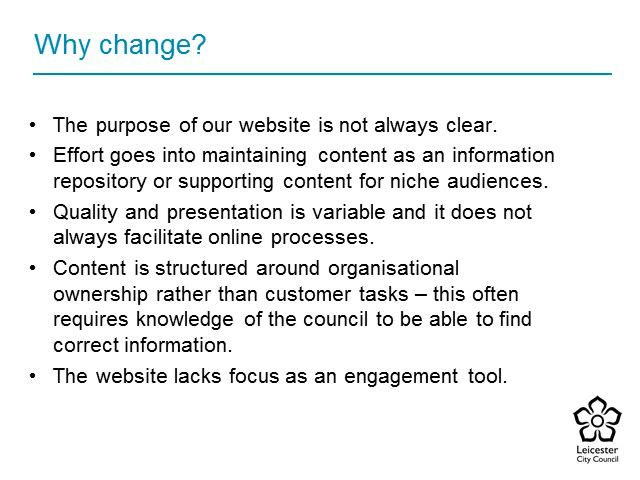 Why change?
• The purpose of our website is not always clear.
• Effort goes into maintaining content as an information
repository or supporting content for niche audiences.
• Quality and presentation is variable and it does not
always facilitate online processes.
• Content is structured around organisational
ownership rather than customer tasks – this often
requires knowledge of the council to be able to find
correct information.
• The website lacks focus as an engagement tool.
Leicester
City Council